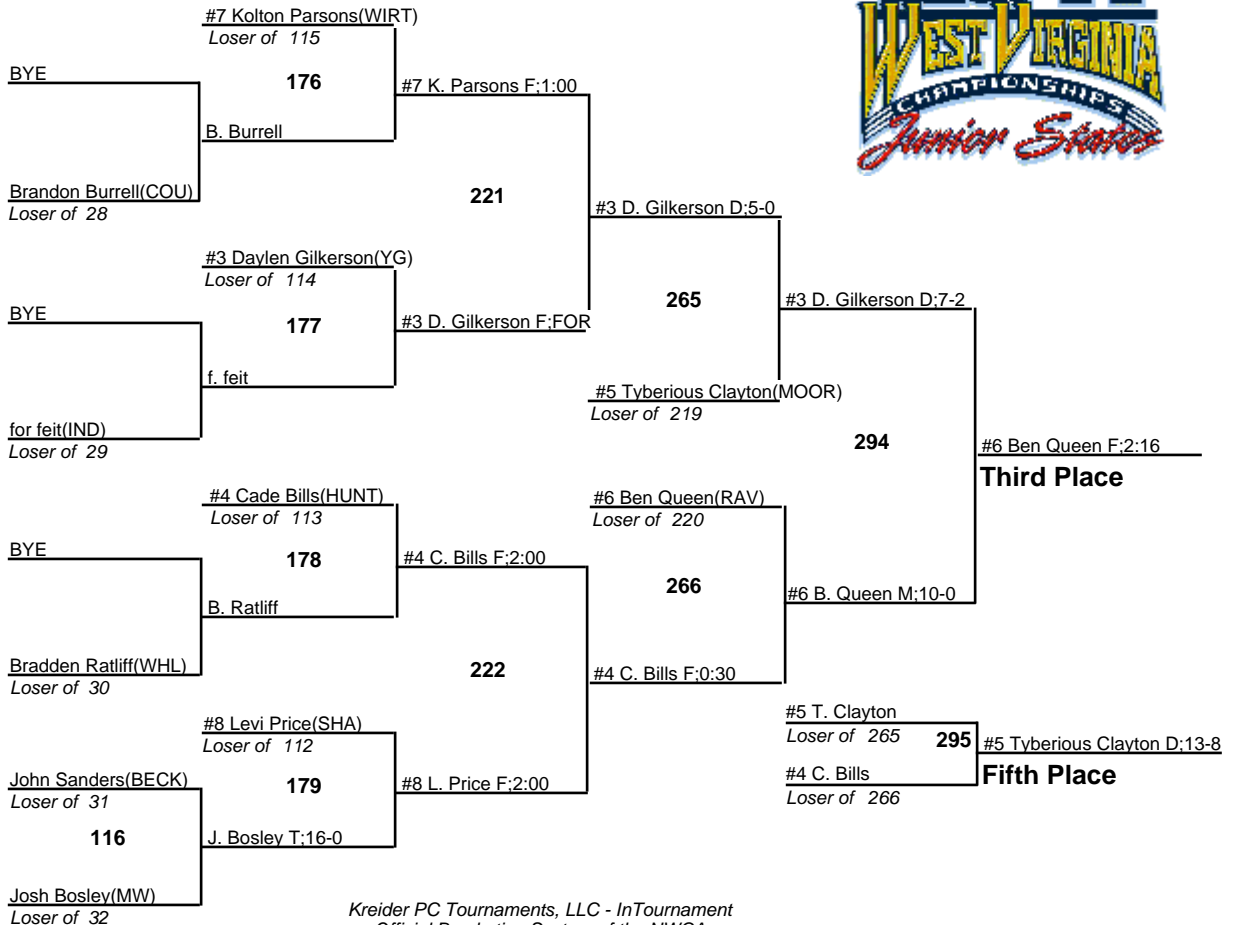 #7 Kolton Parsons(WIRT)
Loser of 115
WEST VIRGINIA
CHAMPIONSHIPS
Junior States
BYE
176
#7 K. Parsons F;1:00
B. Burrell
Brandon Burrell(COU)
Loser of 28
221
#3 D. Gilkerson D;5-0
#3 Daylen Gilkerson(YG)
Loser of 114
BYE
177
#3 D. Gilkerson F;FOR
265
#3 D. Gilkerson D;7-2
f. feit
#5 Tyberious Clayton(MOOR)
Loser of 219
for feit(IND)
Loser of 29
294
#6 Ben Queen F;2:16
Third Place
#4 Cade Bills(HUNT)
Loser of 113
#6 Ben Queen(RAV)
Loser of 220
BYE
178
#4 C. Bills F;2:00
266
#6 B. Queen M;10-0
B. Ratliff
Bradden Ratliff(WHL)
Loser of 30
222
#4 C. Bills F;0:30
#8 Levi Price(SHA)
Loser of 112
#5 T. Clayton
Loser of 265
295
#5 Tyberious Clayton D;13-8
Fifth Place
John Sanders(BECK)
Loser of 31
179
#8 L. Price F;2:00
#4 C. Bills
Loser of 266
116
J. Bosley T;16-0
Josh Bosley(MW)
Loser of 32
Kreider PC Tournaments, LLC - InTournament